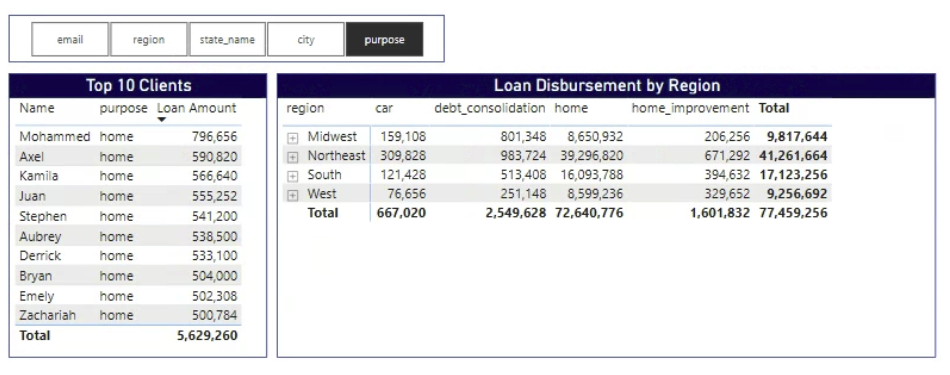 email region state_name city purpose
Top 10 Clients
Name purpose Loan Amount
Mohammed home 796,656
Axel home 590,820
Kamila home 566,640
Juan home 555,252
Stephen home 541,200
Aubrey home 538,500
Derrick home 533,100
Bryan home 504,000
Emely home 502,308
Zachariah home 500,784
Total 5,629,260
Loan Disbursement by Region
region car debt_consolidation home home_improvement Total
Midwest 159,108 801,348 8,650,932 206,256 9,817,644
Northeast 309,828 983,724 39,296,820 671,292 41,261,664
South 121,428 513,408 16,093,788 394,632 17,123,256
West 76,656 251,148 8,599,236 329,652 9,256,692
Total 667,020 2,549,628 72,640,776 1,601,832 77,459,256